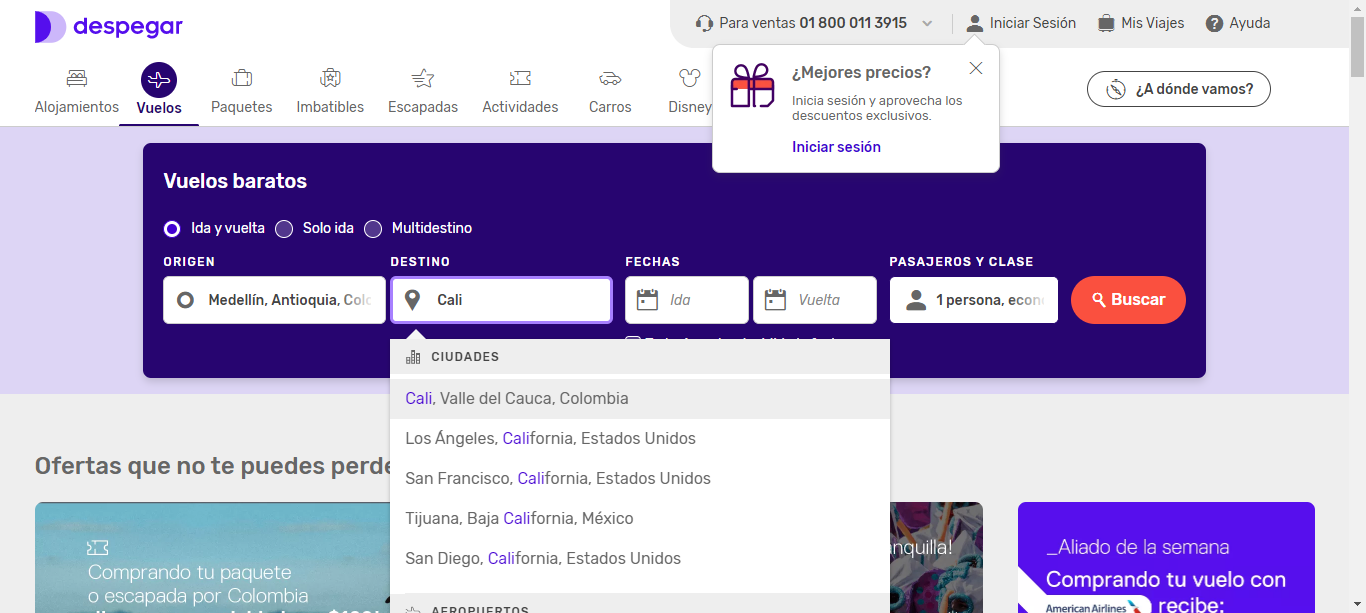 despegar
Para ventas 01 800 011 3915
Iniciar Sesión
Mis Viajes
Ayuda
Alojamientos
Vuelos
Paquetes
Imbatibles
Escapadas
Actividades
Carros
Disney
¿A dónde vamos?
¿Mejores precios?
Inicia sesión y aprovecha los
descuentos exclusivos.
Iniciar sesión
Vuelos baratos
Ida y vuelta
Solo ida
Multidestino
ORIGEN
DESTINO
FECHAS
PASAJEROS Y CLASE
Medellín, Antioquia, Colo
Cali
Ida
Vuelta
1 persona, econ
Buscar
CIUDADES
Cali, Valle del Cauca, Colombia
Los Ángeles, California, Estados Unidos
San Francisco, California, Estados Unidos
Tijuana, Baja California, México
San Diego, California, Estados Unidos
AEROPUERTOS
Ofertas que no te puedes perde
Comprando tu paquete
o escapada por Colombia
anquilla!
_Aliado de la semana
Comprando tu vuelo con
American Airlines
recibe: